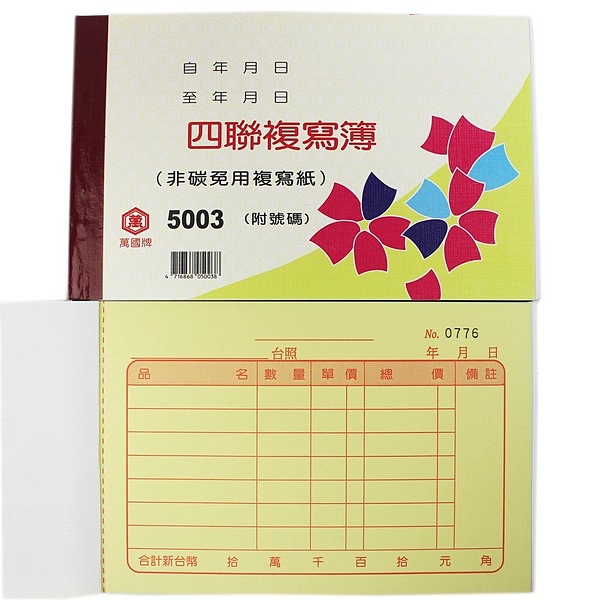 自年月日
至年月日
四聯複寫簿
（非碳免用複寫紙）
萬
5003 （附號碼）
萬國牌
4 716868 050038
No. 0776
台照 年 月 日
品名 數量 單價 總價 備註
合計新台幣 拾 萬 千 百 拾 元 角